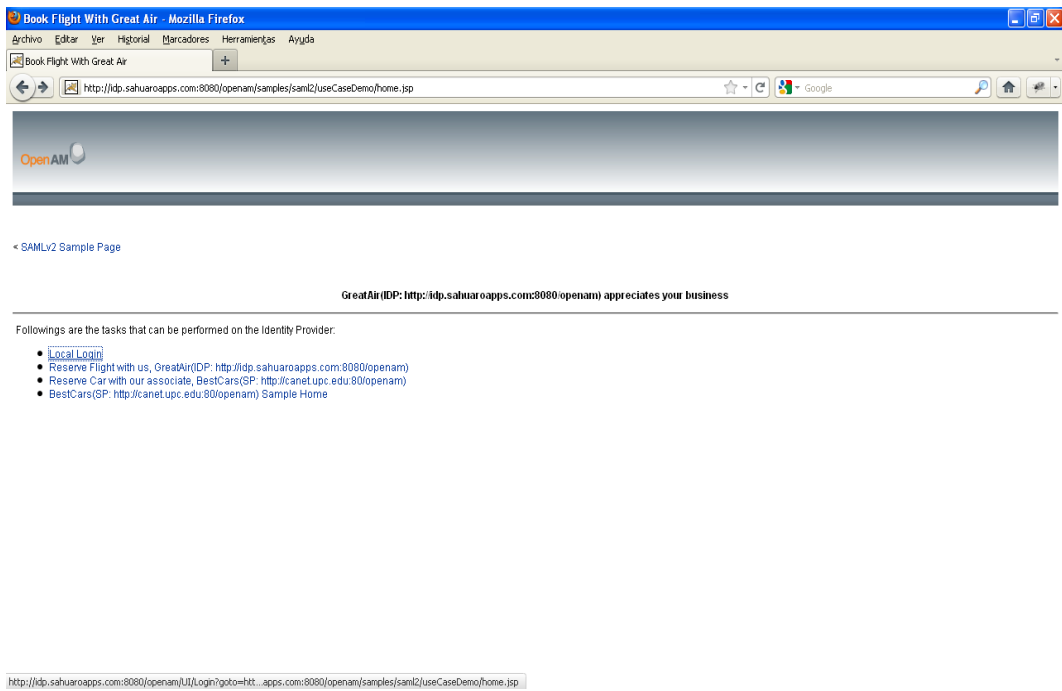 Book Flight With Great Air - Mozilla Firefox
Archivo Editar Ver Historial Marcadores Herramientas Ayuda
Book Flight With Great Air
http://idp.sahuaroapps.com:8080/openam/samples/saml2/useCaseDemo/home.jsp
Google
OpenAM
< SAMLv2 Sample Page
GreatAir(IDP: http://idp.sahuaroapps.com:8080/openam) appreciates your business
Followings are the tasks that can be performed on the Identity Provider:
Local Login
Reserve Flight with us, GreatAir(IDP: http://idp.sahuaroapps.com:8080/openam)
Reserve Car with our associate, BestCars(SP: http://canet.upc.edu:80/openam)
BestCars(SP: http://canet.upc.edu:80/openam) Sample Home
http://idp.sahuaroapps.com:8080/openam/UI/Login?goto=htt...apps.com:8080/openam/samples/saml2/useCaseDemo/home.jsp